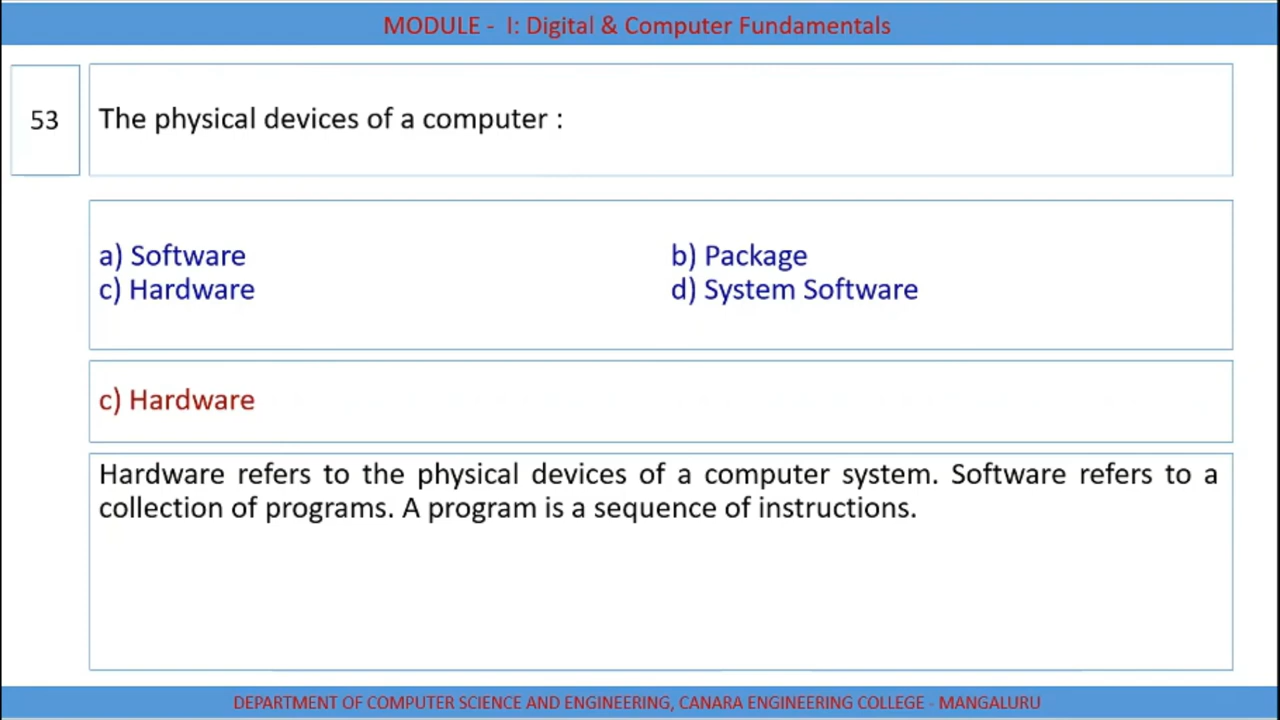 MODULE - I: Digital & Computer Fundamentals
53
The physical devices of a computer :
a) Software b) Package
c) Hardware d) System Software
c) Hardware
Hardware refers to the physical devices of a computer system. Software refers to a
collection of programs. A program is a sequence of instructions.
DEPARTMENT OF COMPUTER SCIENCE AND ENGINEERING, CANARA ENGINEERING COLLEGE - MANGALURU